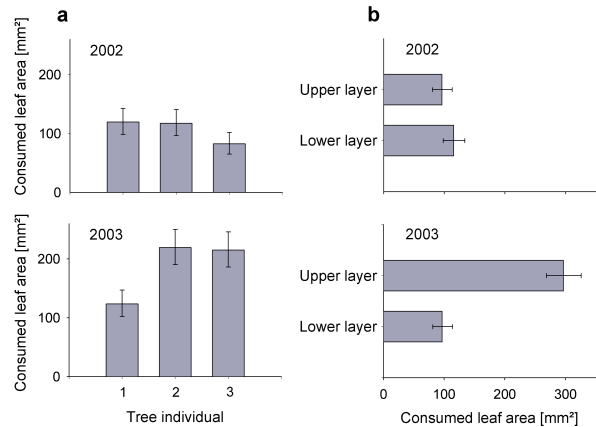 a
Consumed leaf area [mm²]
2002
200
100
0
Consumed leaf area [mm²]
2003
200
100
0
1 2 3
Tree individual
b
2002
Upper layer
Lower layer
2003
Upper layer
Lower layer
0 100 200 300
Consumed leaf area [mm²]